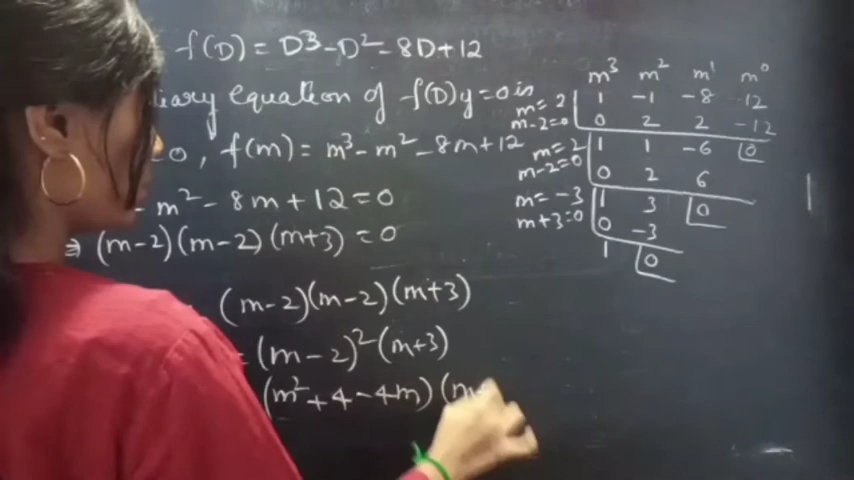 f(D) = D³ - D² - 8D + 12
iary equation of f(D)y = 0 is
=0, f(m) = m³ - m² - 8m + 12
- m² - 8m + 12 = 0
⇒ (m-2)(m-2)(m+3) = 0
(m-2)(m-2)(m+3)
= (m-2)²(m+3)
(m² + 4 - 4m)(m
m³ m² m¹ m⁰
m = 2 1 -1 -8 12
m-2=0 0 2 2 -12
m = 2 1 1 -6 0
m-2=0 0 2 6
m = -3 1 3 0
m+3=0 0 -3
1 0